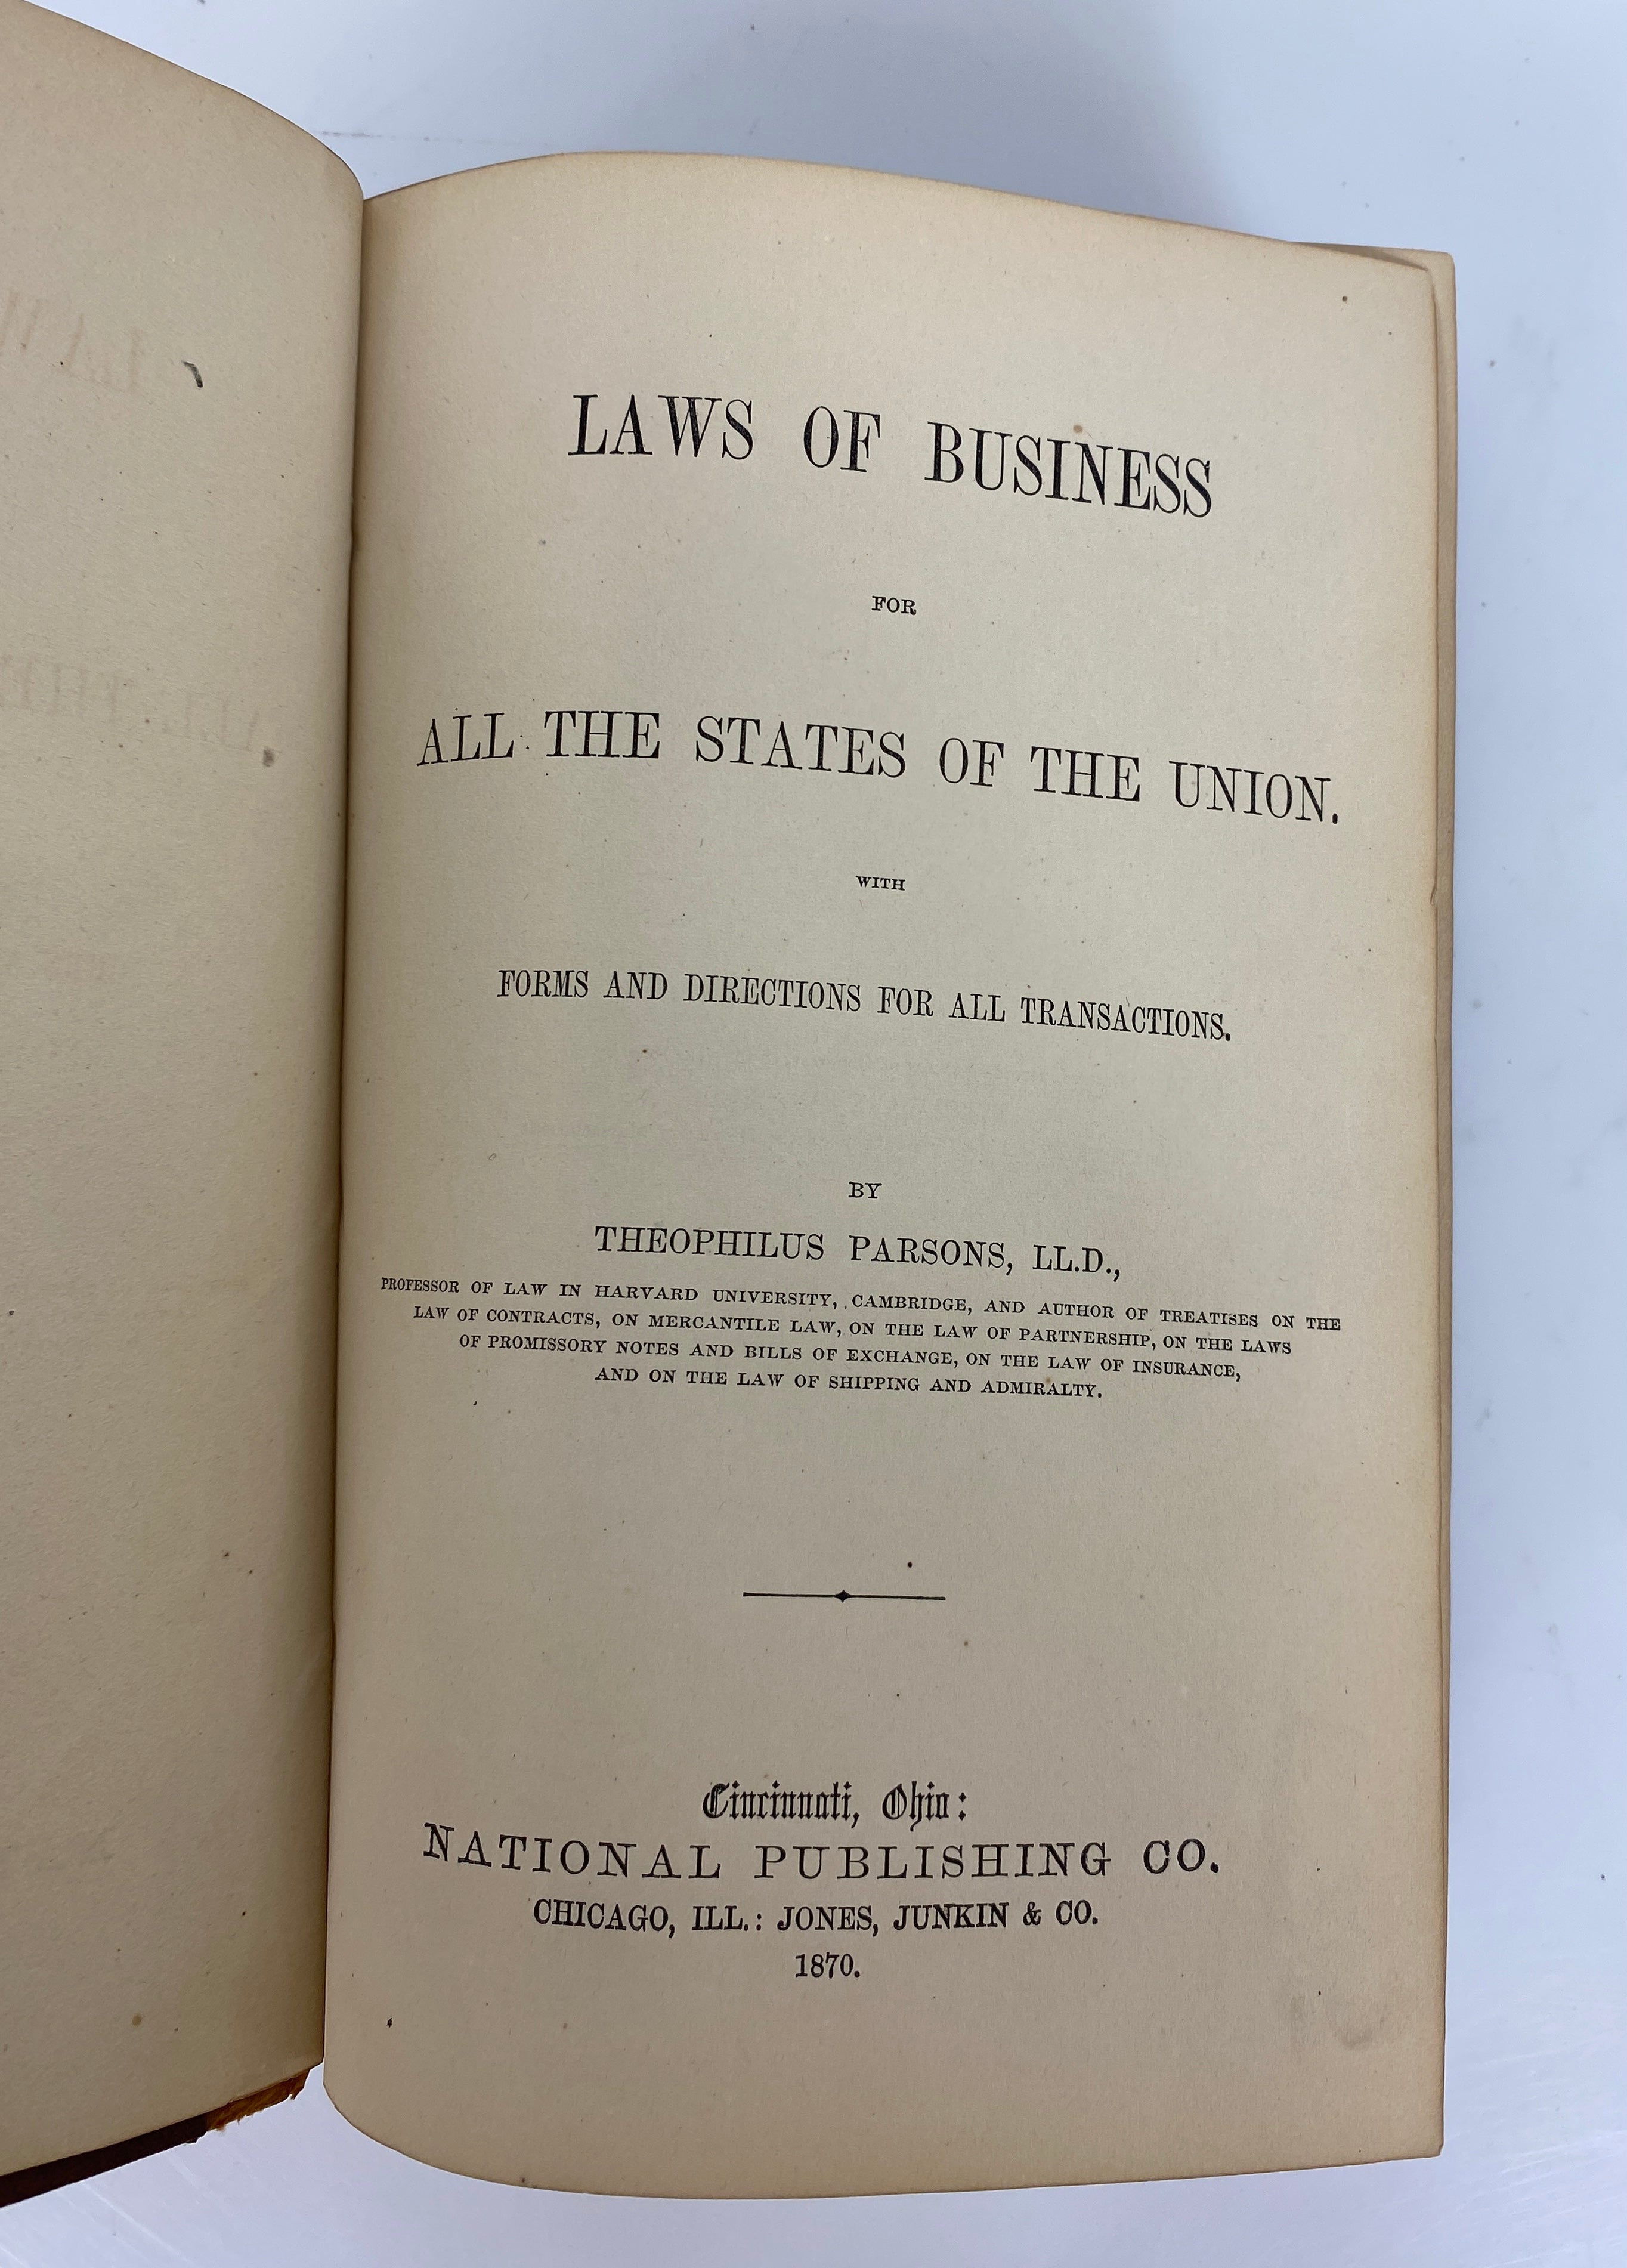 LAWS OF BUSINESS
FOR
ALL THE STATES OF THE UNION.
WITH
FORMS AND DIRECTIONS FOR ALL TRANSACTIONS.
BY
THEOPHILUS PARSONS, LL.D.,
PROFESSOR OF LAW IN HARVARD UNIVERSITY, CAMBRIDGE, AND AUTHOR OF TREATISES ON THE
LAW OF CONTRACTS, ON MERCANTILE LAW, ON THE LAW OF PARTNERSHIP, ON THE LAWS
OF PROMISSORY NOTES AND BILLS OF EXCHANGE, ON THE LAW OF INSURANCE,
AND ON THE LAW OF SHIPPING AND ADMIRALTY.
Cincinnati, Ohio:
NATIONAL PUBLISHING CO.
CHICAGO, ILL.: JONES, JUNKIN & CO.
1870.